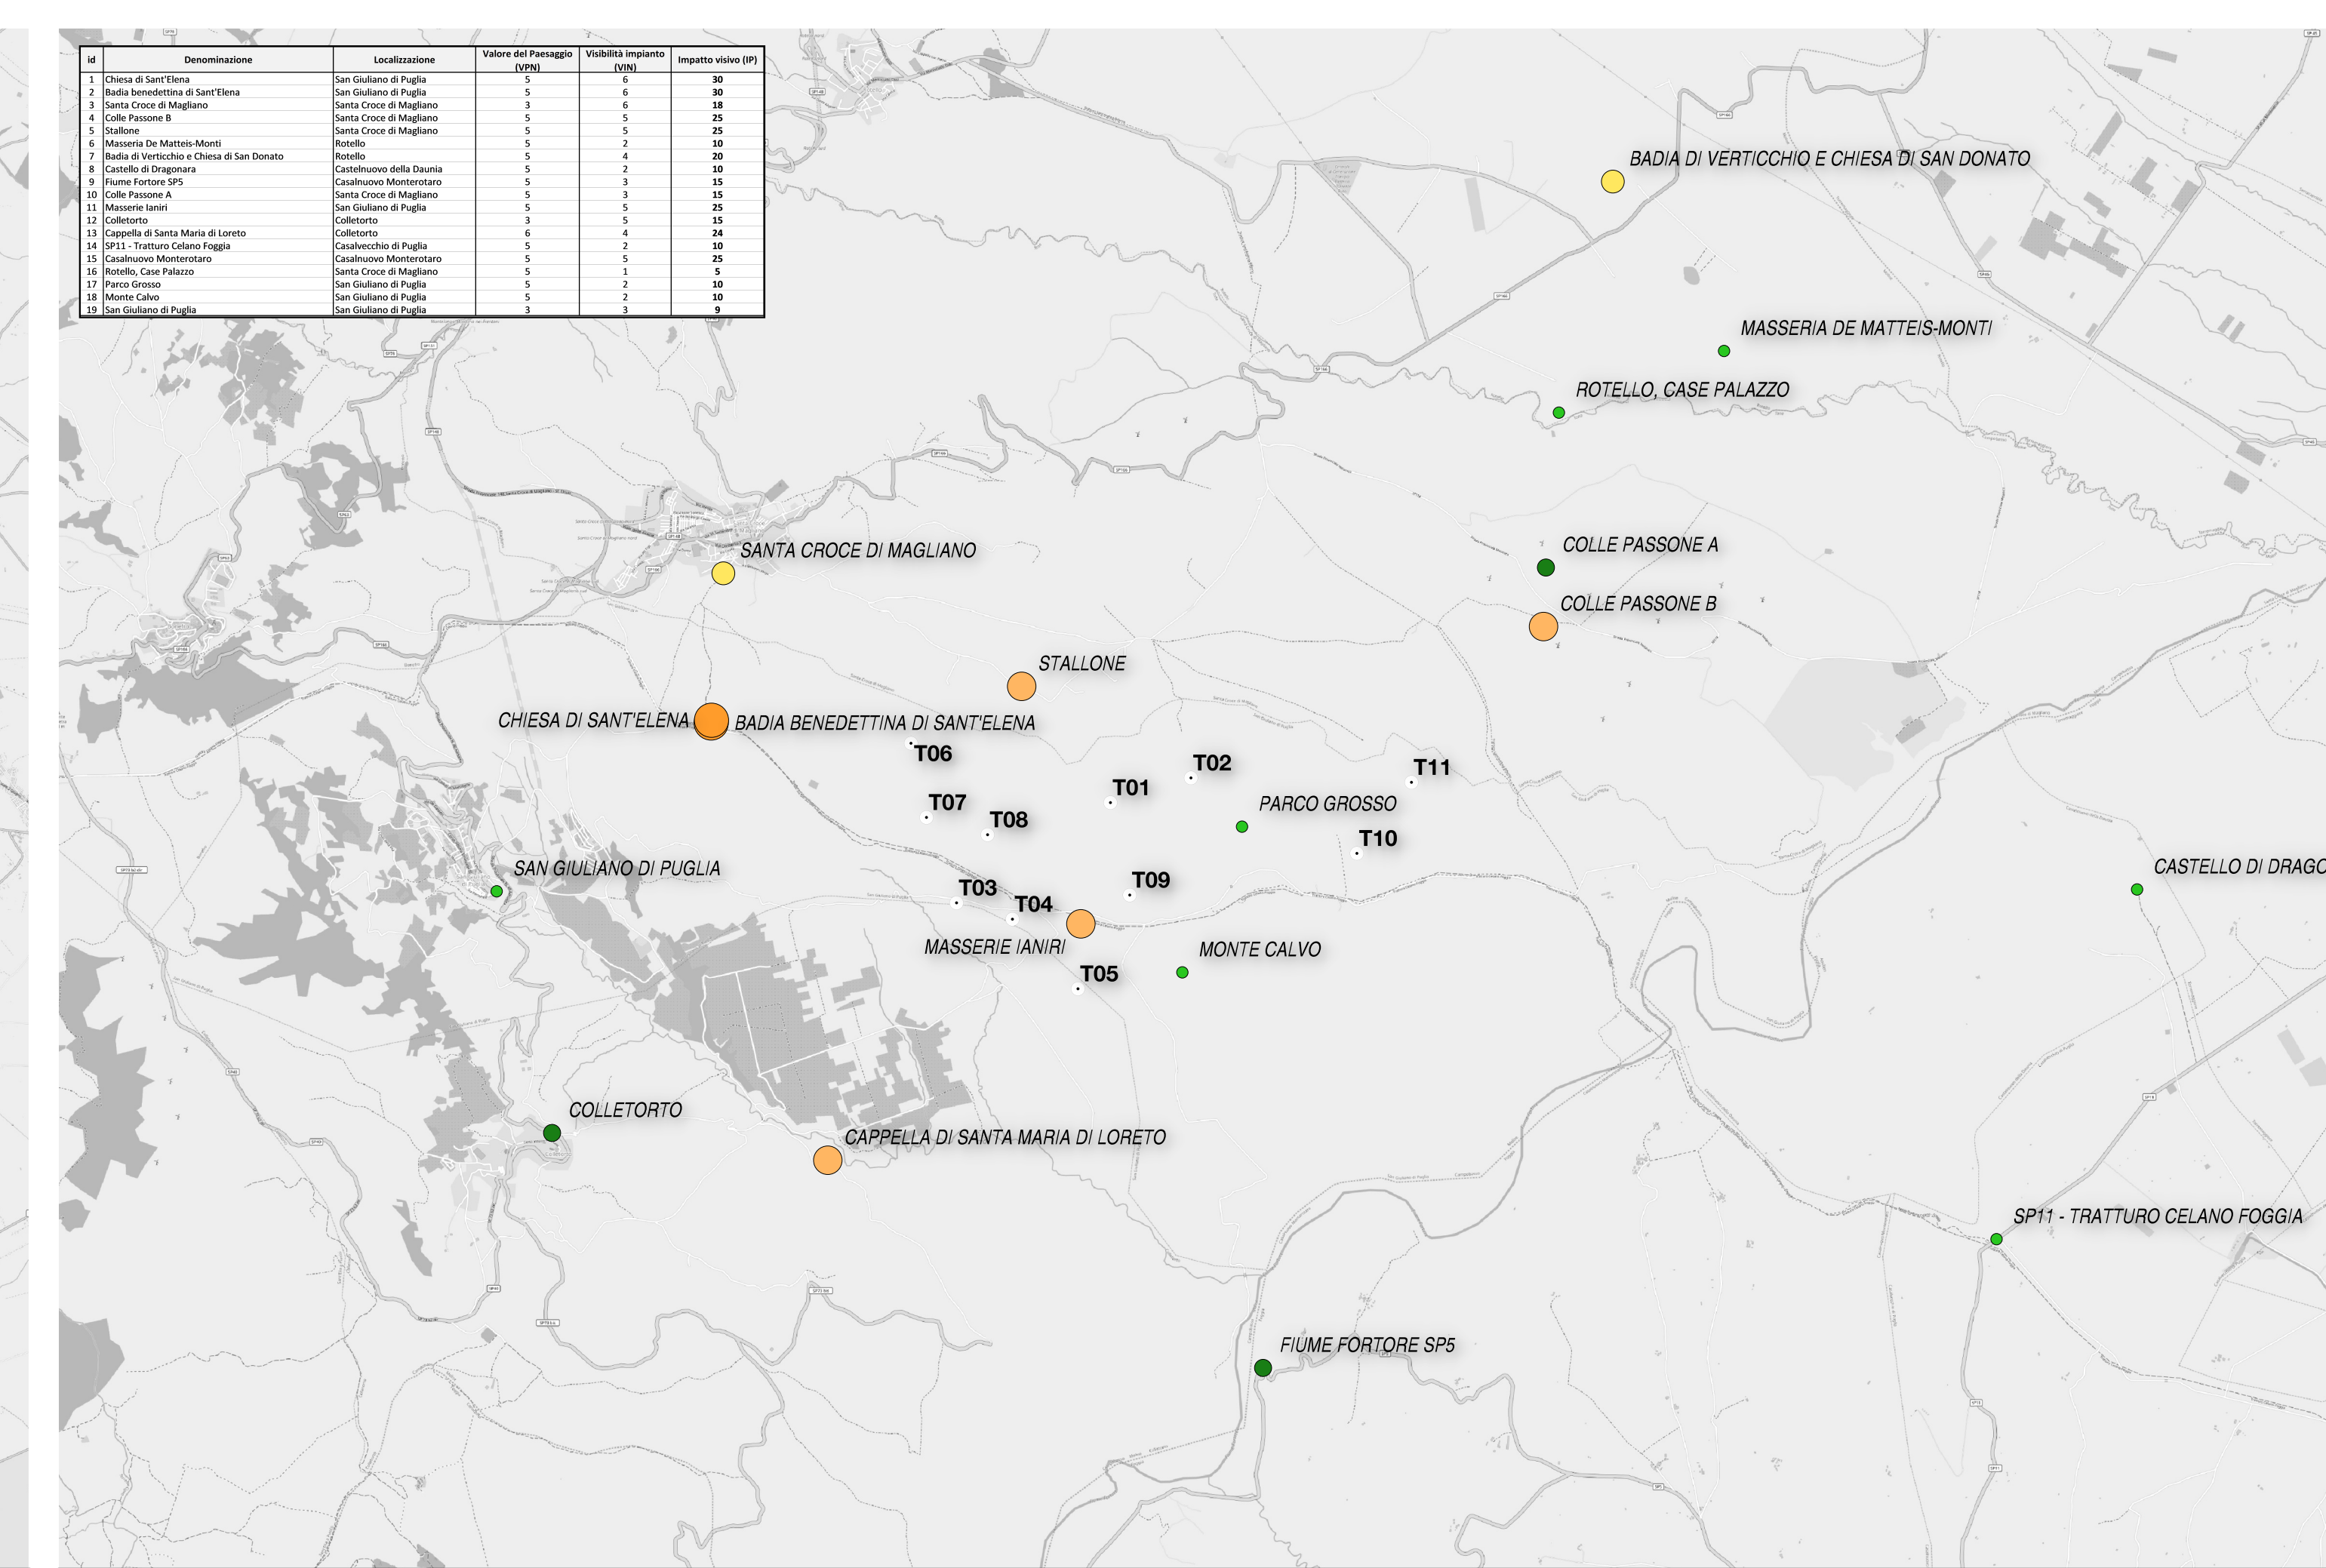 id Denominazione Localizzazione Valore del Paesaggio (VPN) Visibilità impianto (VIN) Impatto visivo (IP)
1 Chiesa di Sant'Elena San Giuliano di Puglia 5 6 30
2 Badia benedettina di Sant'Elena San Giuliano di Puglia 5 6 30
3 Santa Croce di Magliano Santa Croce di Magliano 3 6 18
4 Colle Passone B Santa Croce di Magliano 5 5 25
5 Stallone Santa Croce di Magliano 5 5 25
6 Masseria De Matteis-Monti Rotello 5 2 10
7 Badia di Verticchio e Chiesa di San Donato Rotello 5 4 20
8 Castello di Dragonara Castelnuovo della Daunia 5 2 10
9 Fiume Fortore SP5 Casalnuovo Monterotaro 5 3 15
10 Colle Passone A Santa Croce di Magliano 5 3 15
11 Masserie Ianiri San Giuliano di Puglia 5 5 25
12 Colletorto Colletorto 3 5 15
13 Cappella di Santa Maria di Loreto Colletorto 6 4 24
14 SP11 - Tratturo Celano Foggia Casalvecchio di Puglia 5 2 10
15 Casalnuovo Monterotaro Casalnuovo Monterotaro 5 5 25
16 Rotello, Case Palazzo Santa Croce di Magliano 5 1 5
17 Parco Grosso San Giuliano di Puglia 5 2 10
18 Monte Calvo San Giuliano di Puglia 5 2 10
19 San Giuliano di Puglia San Giuliano di Puglia 3 3 9
BADIA DI VERTICCHIO E CHIESA DI SAN DONATO
MASSERIA DE MATTEIS-MONTI
ROTELLO, CASE PALAZZO
SANTA CROCE DI MAGLIANO
COLLE PASSONE A
COLLE PASSONE B
STALLONE
CHIESA DI SANT'ELENA
BADIA BENEDETTINA DI SANT'ELENA
T06
T02
T11
T01
T07
PARCO GROSSO
T08
T10
SAN GIULIANO DI PUGLIA
CASTELLO DI DRAGO
T09
T03
T04
MASSERIE IANIRI
MONTE CALVO
T05
COLLETORTO
CAPPELLA DI SANTA MARIA DI LORETO
SP11 - TRATTURO CELANO FOGGIA
FIUME FORTORE SP5